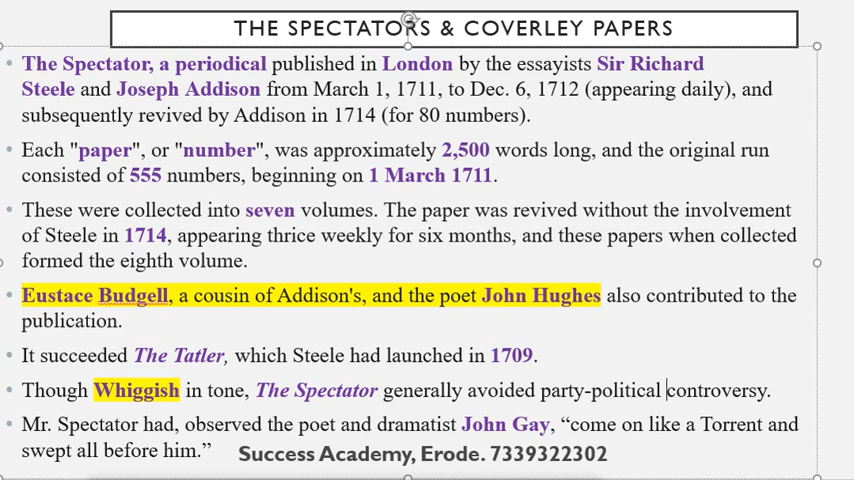 THE SPECTATORS & COVERLEY PAPERS
• The Spectator, a periodical published in London by the essayists Sir Richard
Steele and Joseph Addison from March 1, 1711, to Dec. 6, 1712 (appearing daily), and
subsequently revived by Addison in 1714 (for 80 numbers).
• Each "paper", or "number", was approximately 2,500 words long, and the original run
consisted of 555 numbers, beginning on 1 March 1711.
• These were collected into seven volumes. The paper was revived without the involvement
of Steele in 1714, appearing thrice weekly for six months, and these papers when collected
formed the eighth volume.
• Eustace Budgell, a cousin of Addison's, and the poet John Hughes also contributed to the
publication.
• It succeeded The Tatler, which Steele had launched in 1709.
• Though Whiggish in tone, The Spectator generally avoided party-political controversy.
• Mr. Spectator had, observed the poet and dramatist John Gay, “come on like a Torrent and
swept all before him.”
Success Academy, Erode. 7339322302